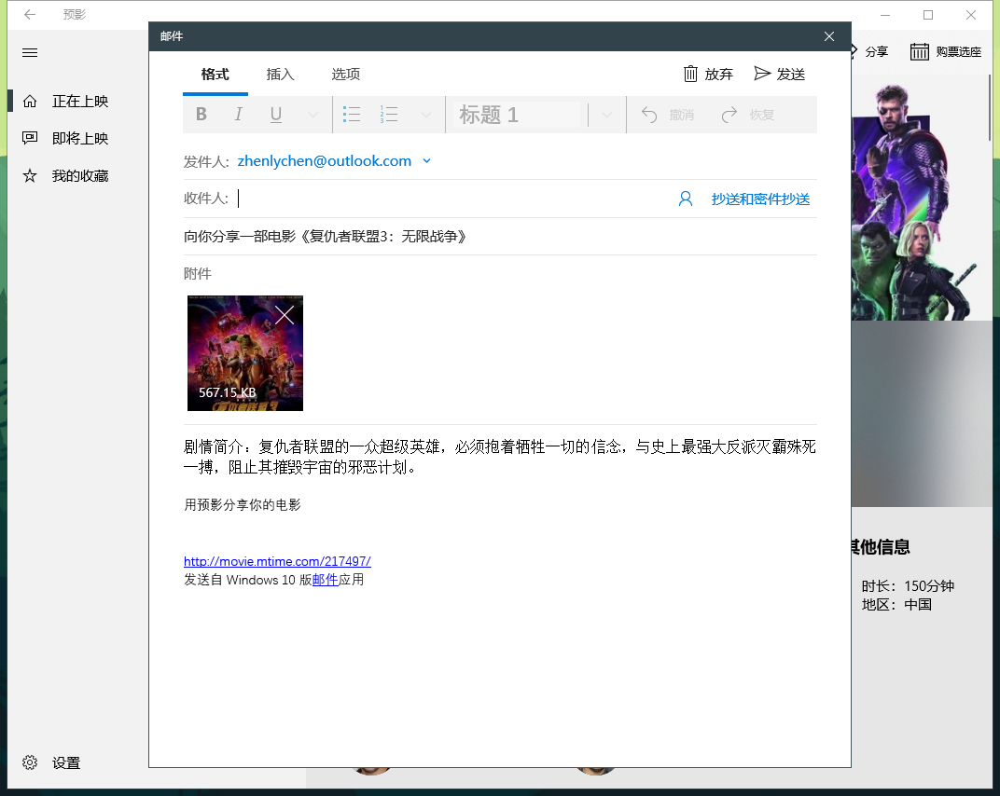 预影
邮件
分享
购票选座
正在上映
即将上映
我的收藏
设置
格式
插入
选项
放弃
发送
B I U
标题 1
撤消
恢复
发件人: zhenlychen@outlook.com
收件人:
抄送和密件抄送
向你分享一部电影《复仇者联盟3：无限战争》
附件
567.15 KB
复仇者联盟3
剧情简介：复仇者联盟的一众超级英雄，必须抱着牺牲一切的信念，与史上最强大反派灭霸殊死
一搏，阻止其摧毁宇宙的邪恶计划。
用预影分享你的电影
http://movie.mtime.com/217497/
发送自 Windows 10 版邮件应用
其他信息
时长：150分钟
地区：中国